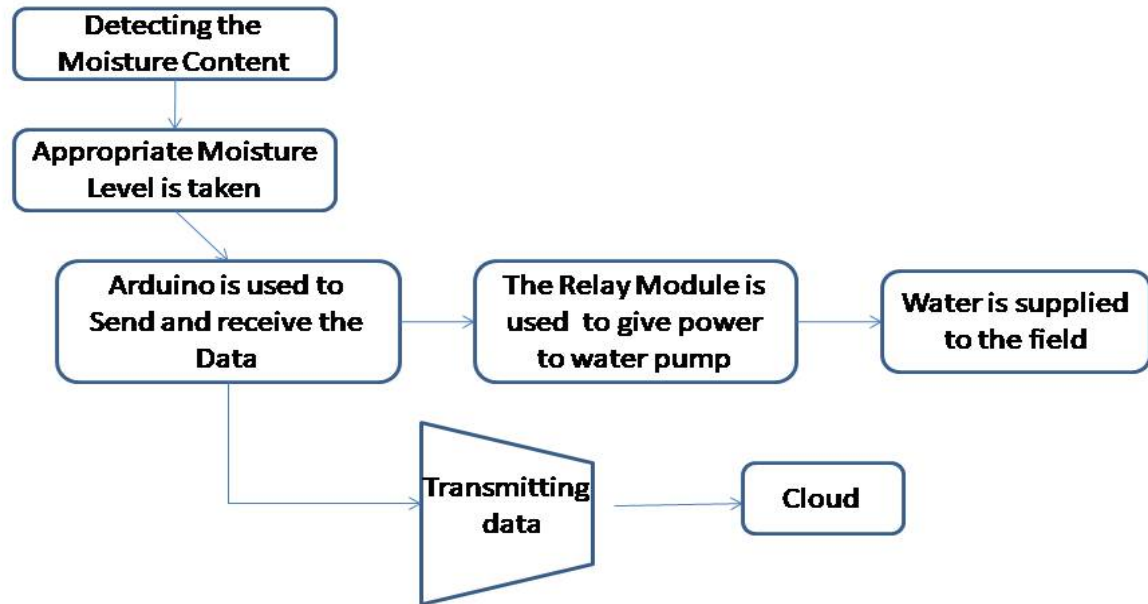 Detecting the
Moisture Content
Appropriate Moisture
Level is taken
Arduino is used to
Send and receive the
Data
The Relay Module is
used to give power
to water pump
Water is supplied
to the field
Transmitting
data
Cloud